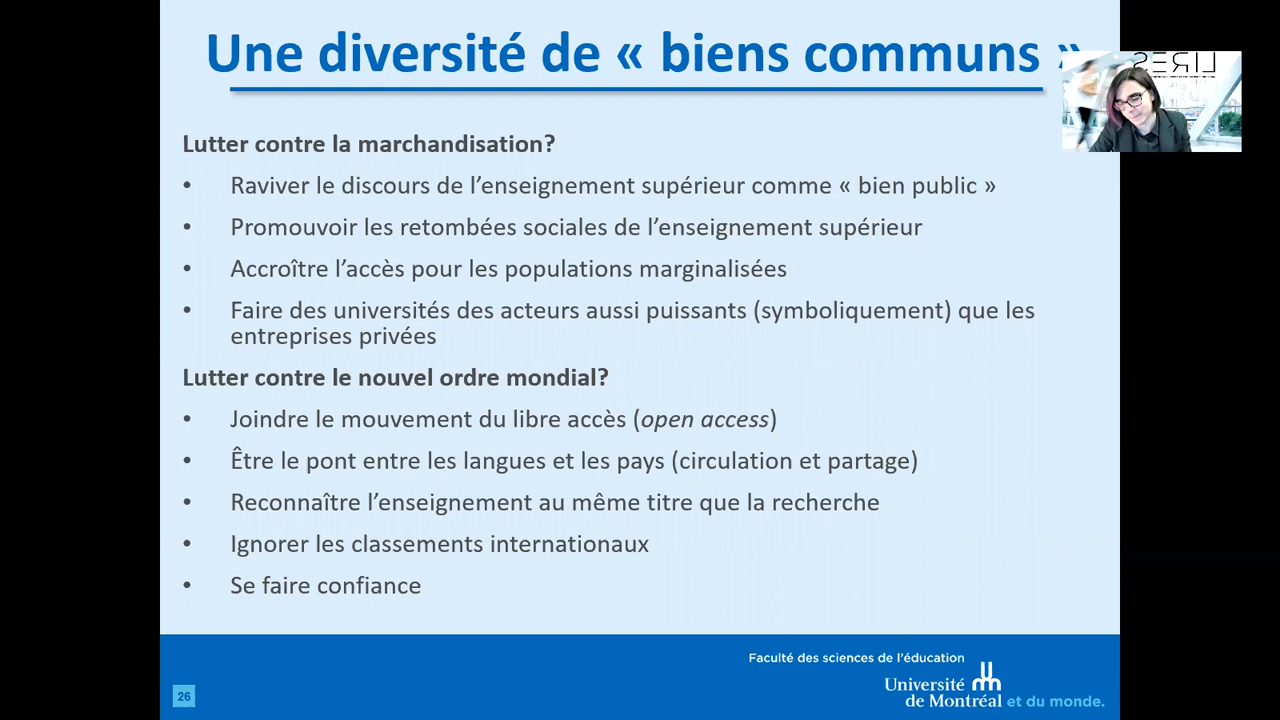 Une diversité de « biens communs »
LIRES
Lutter contre la marchandisation?
• Raviver le discours de l’enseignement supérieur comme « bien public »
• Promouvoir les retombées sociales de l’enseignement supérieur
• Accroître l’accès pour les populations marginalisées
• Faire des universités des acteurs aussi puissants (symboliquement) que les
entreprises privées
Lutter contre le nouvel ordre mondial?
• Joindre le mouvement du libre accès (open access)
• Être le pont entre les langues et les pays (circulation et partage)
• Reconnaître l’enseignement au même titre que la recherche
• Ignorer les classements internationaux
• Se faire confiance
Faculté des sciences de l’éducation
Université
de Montréal et du monde.
26